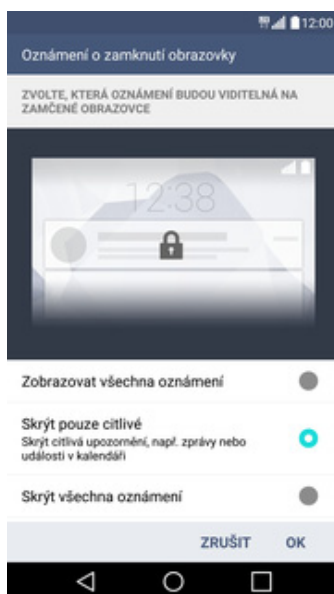 12:00
Oznámení o zamknutí obrazovky
ZVOLTE, KTERÁ OZNÁMENÍ BUDOU VIDITELNÁ NA
ZAMČENÉ OBRAZOVCE
12:38
Zobrazovat všechna oznámení
Skrýt pouze citlivé
Skrýt citlivá upozornění, např. zprávy nebo
události v kalendáři
Skrýt všechna oznámení
ZRUŠIT OK